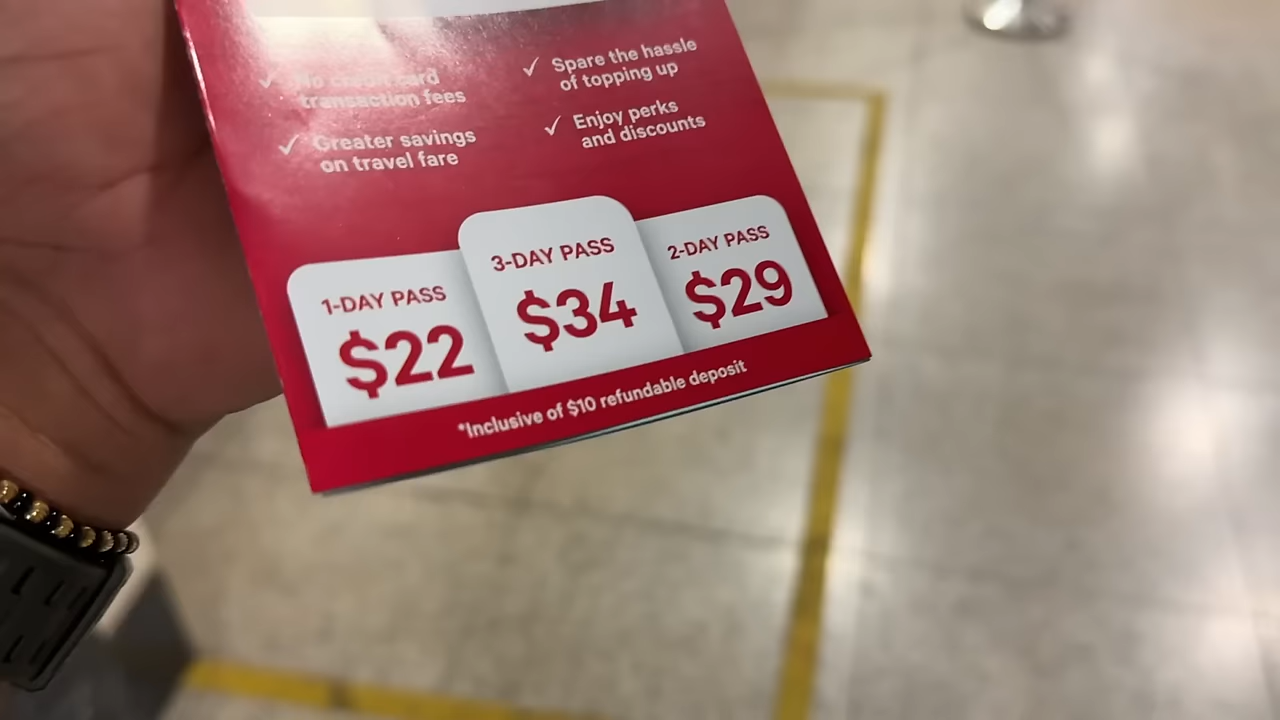 No credit card
transaction fees
✓ Greater savings
on travel fare
✓ Spare the hassle
of topping up
✓ Enjoy perks
and discounts
1-DAY PASS
$22
3-DAY PASS
$34
2-DAY PASS
$29
*Inclusive of $10 refundable deposit